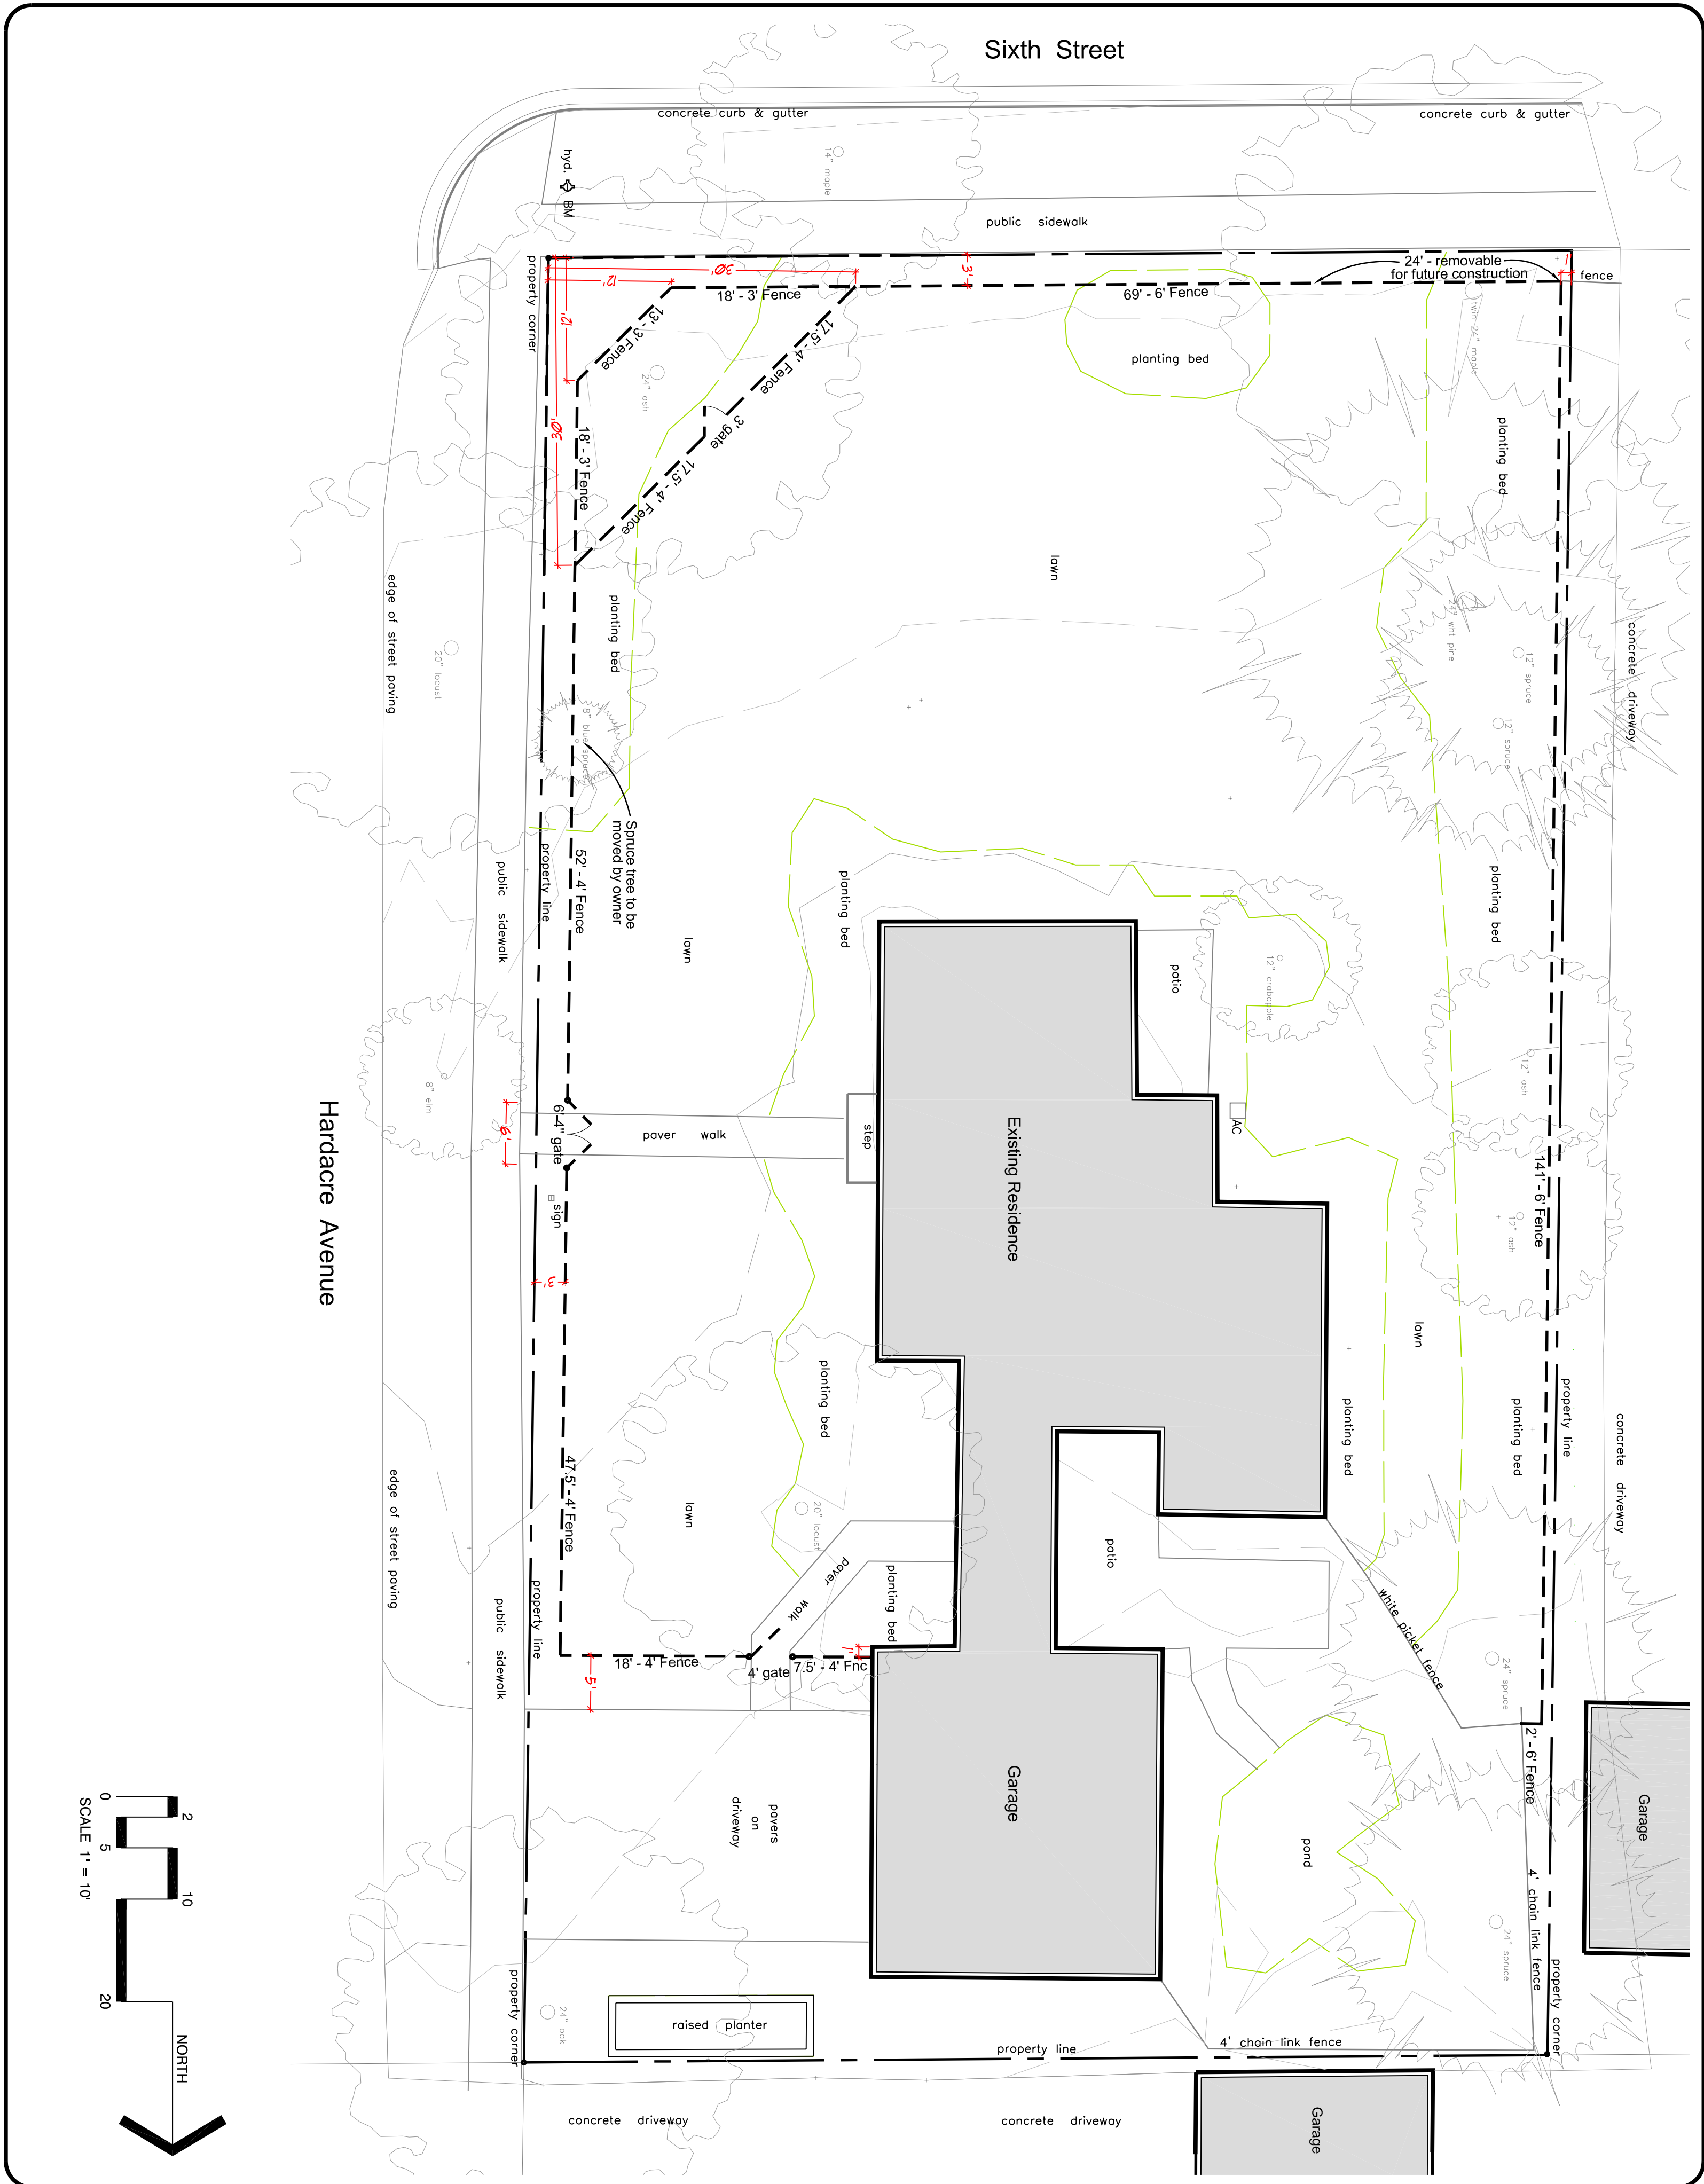 Sixth Street
concrete curb & gutter
concrete curb & gutter
hyd.
BM
14" maple
public sidewalk
property corner
30'
12'
3'
24' - removable
for future construction
1'
fence
18' - 3' Fence
69' - 6' Fence
12'
13' - 3' Fence
17.5' - 4' Fence
twin 24" maple
planting bed
24" ash
30'
18' - 3' Fence
3' gate
17.5' - 4' Fence
planting bed
lawn
edge of street paving
20" locust
planting bed
24" wht pine
12" spruce
12" spruce
concrete driveway
8" blue spruce
Spruce tree to be
moved by owner
52' - 4' Fence
property line
public sidewalk
lawn
planting bed
planting bed
patio
12" crabapple
8" elm
12" ash
Hardacre Avenue
6'
6'-4" gate
paver walk
step
Existing Residence
AC
141' - 6' Fence
sign
12" ash
3'
lawn
planting bed
planting bed
planting bed
property line
concrete driveway
47.5' - 4' Fence
lawn
20" locust
edge of street paving
paver walk
planting bed
patio
white picket fence
property line
public sidewalk
1'
18' - 4' Fence
4' gate
7.5' - 4' Fnc
5'
24" spruce
2' - 6' Fence
Garage
Garage
pavers
on
driveway
pond
4' chain link fence
24" spruce
0
2
5
10
20
SCALE 1" = 10'
NORTH
property corner
24" oak
raised planter
property line
4' chain link fence
property corner
concrete driveway
concrete driveway
Garage